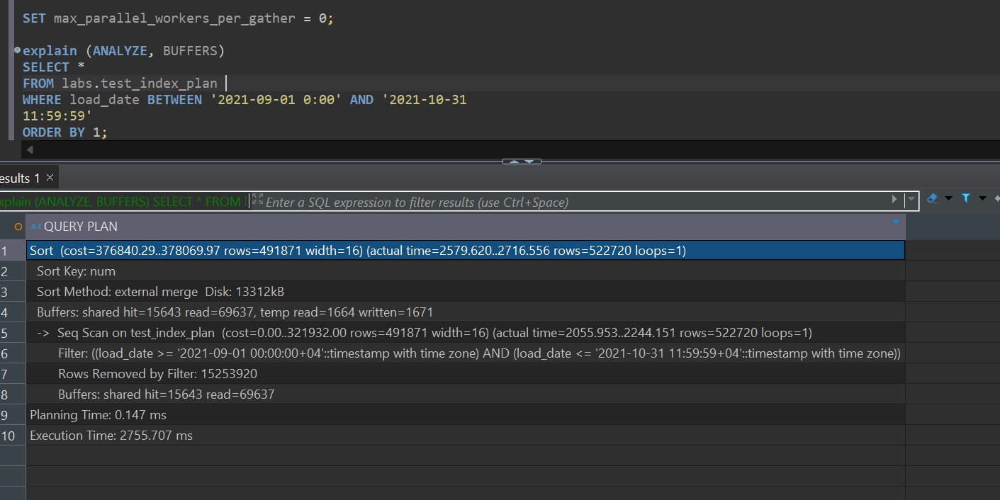 SET max_parallel_workers_per_gather = 0;
explain (ANALYZE, BUFFERS)
SELECT *
FROM labs.test_index_plan
WHERE load_date BETWEEN '2021-09-01 0:00' AND '2021-10-31
11:59:59'
ORDER BY 1;
esults 1
xplain (ANALYZE, BUFFERS) SELECT * FROM l Enter a SQL expression to filter results (use Ctrl+Space)
A-Z QUERY PLAN
1 Sort (cost=376840.29..378069.97 rows=491871 width=16) (actual time=2579.620..2716.556 rows=522720 loops=1)
2 Sort Key: num
3 Sort Method: external merge Disk: 13312kB
4 Buffers: shared hit=15643 read=69637, temp read=1664 written=1671
5 -> Seq Scan on test_index_plan (cost=0.00..321932.00 rows=491871 width=16) (actual time=2055.953..2244.151 rows=522720 loops=1)
6 Filter: ((load_date >= '2021-09-01 00:00:00+04'::timestamp with time zone) AND (load_date <= '2021-10-31 11:59:59+04'::timestamp with time zone))
7 Rows Removed by Filter: 15253920
8 Buffers: shared hit=15643 read=69637
9 Planning Time: 0.147 ms
10 Execution Time: 2755.707 ms